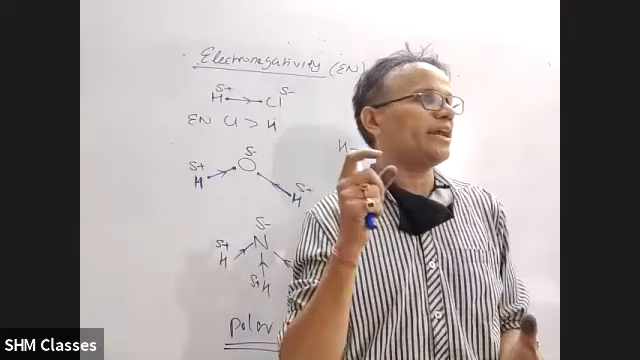 Electronegativity (EN)
δ+ δ-
H Cl
EN Cl > H
δ-
δ+ O
H δ+
H
δ-
δ+ N
H
δ+ H
Polar
SHM Classes